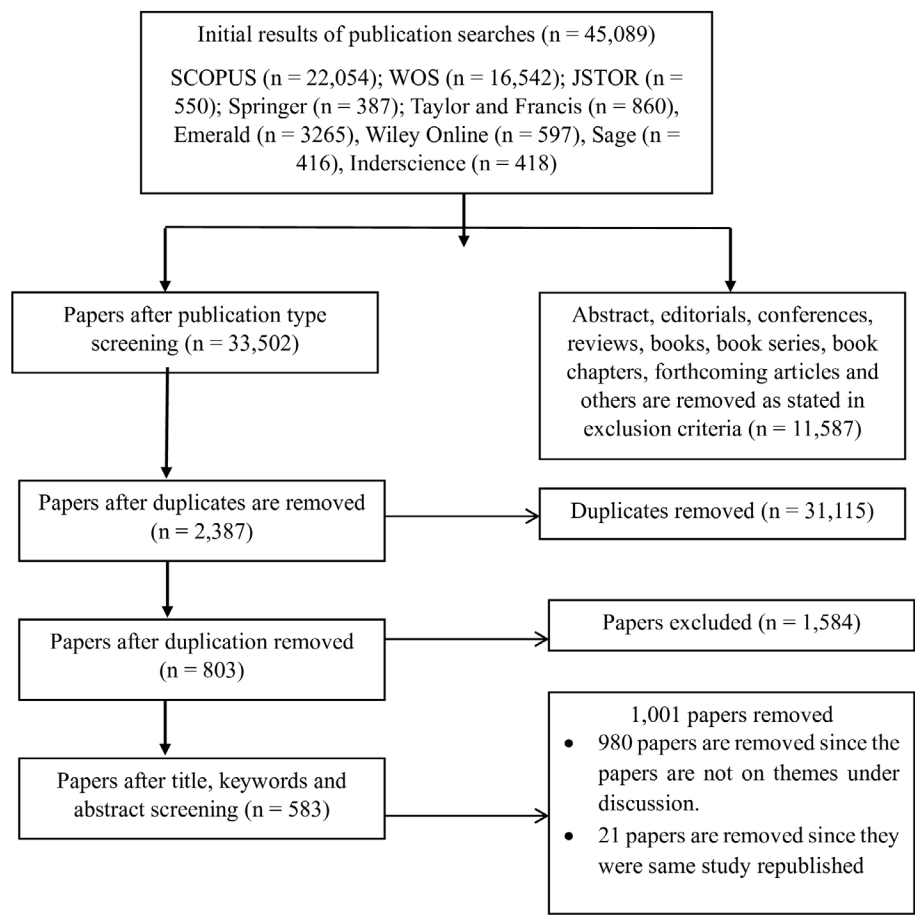 Initial results of publication searches (n = 45,089)
SCOPUS (n = 22,054); WOS (n = 16,542); JSTOR (n =
550); Springer (n = 387); Taylor and Francis (n = 860),
Emerald (n = 3265), Wiley Online (n = 597), Sage (n =
416), Inderscience (n = 418)
Papers after publication type
screening (n = 33,502)
Abstract, editorials, conferences,
reviews, books, book series, book
chapters, forthcoming articles and
others are removed as stated in
exclusion criteria (n = 11,587)
Papers after duplicates are removed
(n = 2,387)
Duplicates removed (n = 31,115)
Papers after duplication removed
(n = 803)
Papers excluded (n = 1,584)
Papers after title, keywords and
abstract screening (n = 583)
1,001 papers removed
• 980 papers are removed since the
papers are not on themes under
discussion.
• 21 papers are removed since they
were same study republished